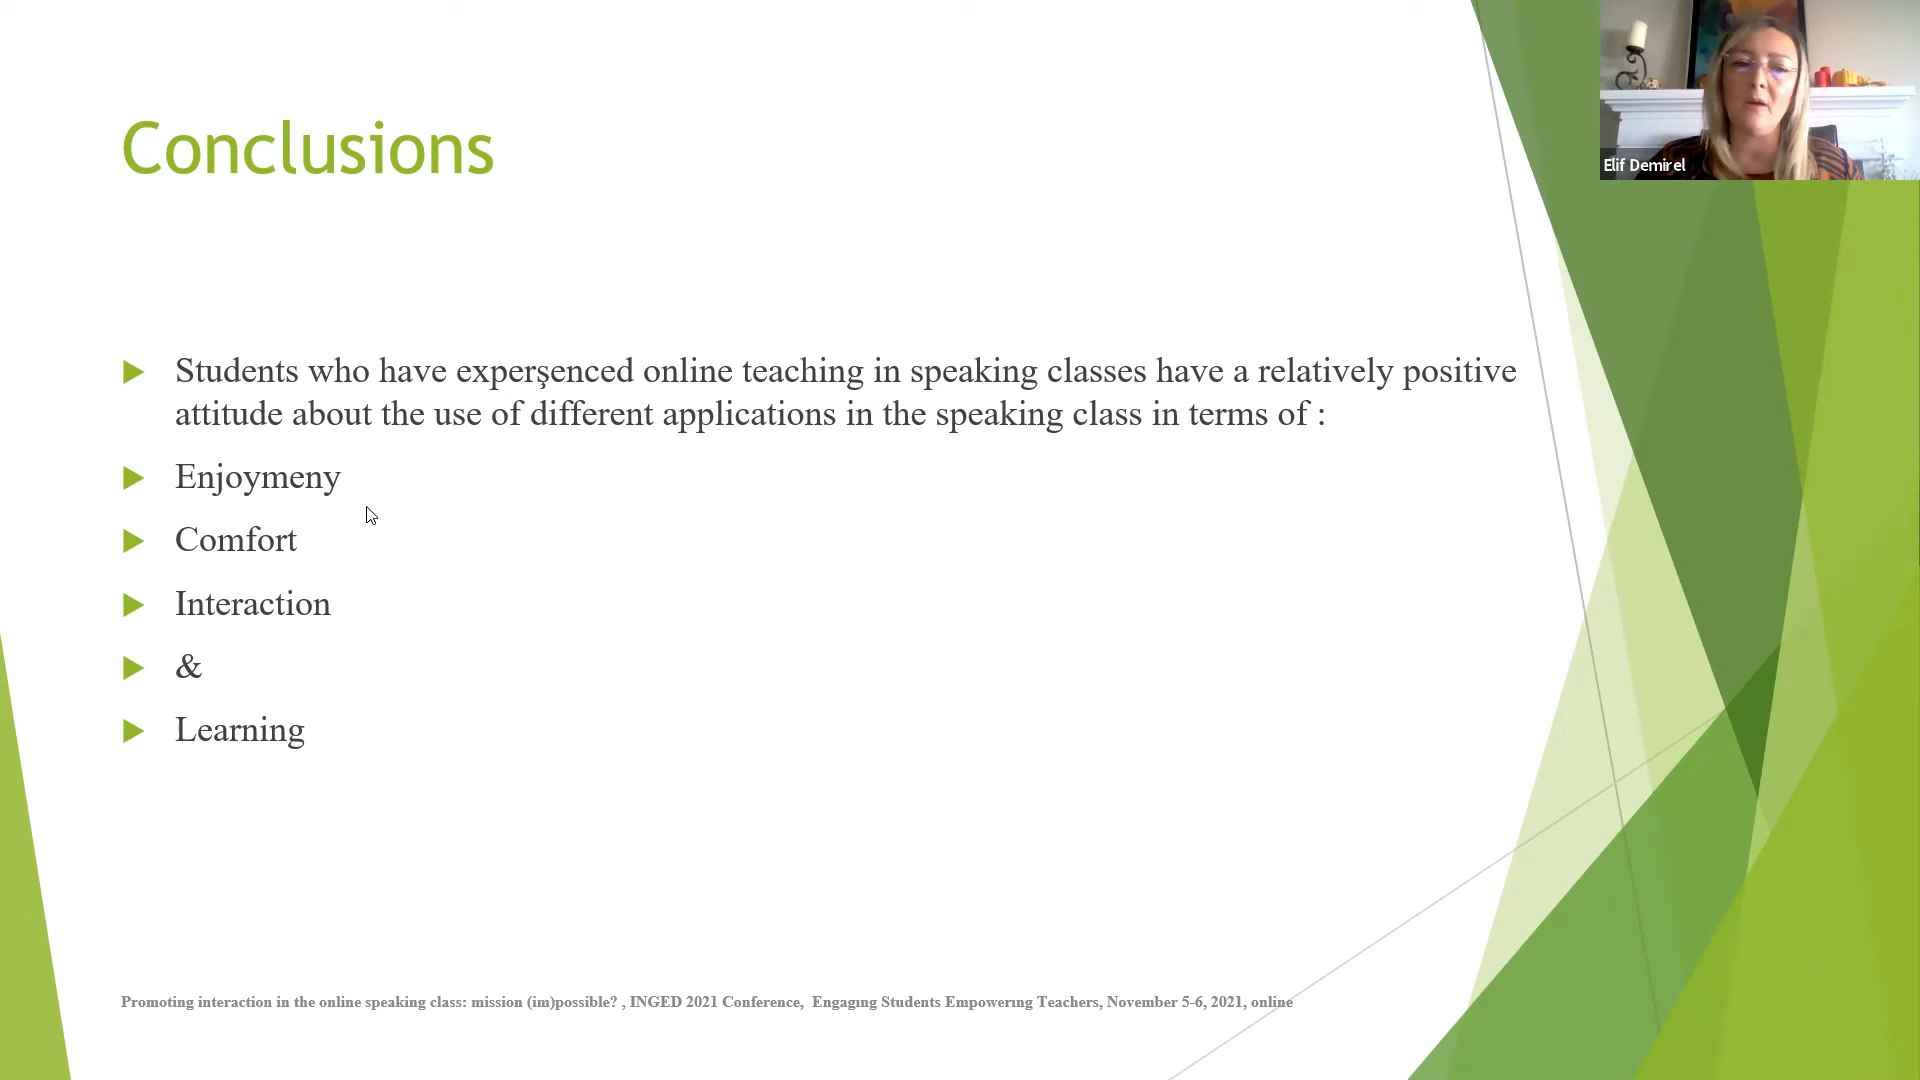 Conclusions
Students who have experşenced online teaching in speaking classes have a relatively positive
attitude about the use of different applications in the speaking class in terms of :
Enjoymeny
Comfort
Interaction
&
Learning
Promoting interaction in the online speaking class: mission (im)possible? , INGED 2021 Conference, Engagıng Students Empowerıng Teachers, November 5-6, 2021, online
Elif Demirel